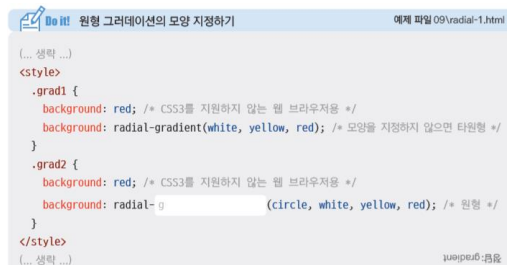 Do it! 원형 그러데이션의 모양 지정하기 예제 파일 09\radial-1.html
(... 생략 ...)
<style>
.grad1 {
background: red; /* CSS3를 지원하지 않는 웹 브라우저용 */
background: radial-gradient(white, yellow, red); /* 모양을 지정하지 않으면 타원형 */
}
.grad2 {
background: red; /* CSS3를 지원하지 않는 웹 브라우저용 */
background: radial- g (circle, white, yellow, red); /* 원형 */
}
</style>
(... 생략 ...) 정답: gradient